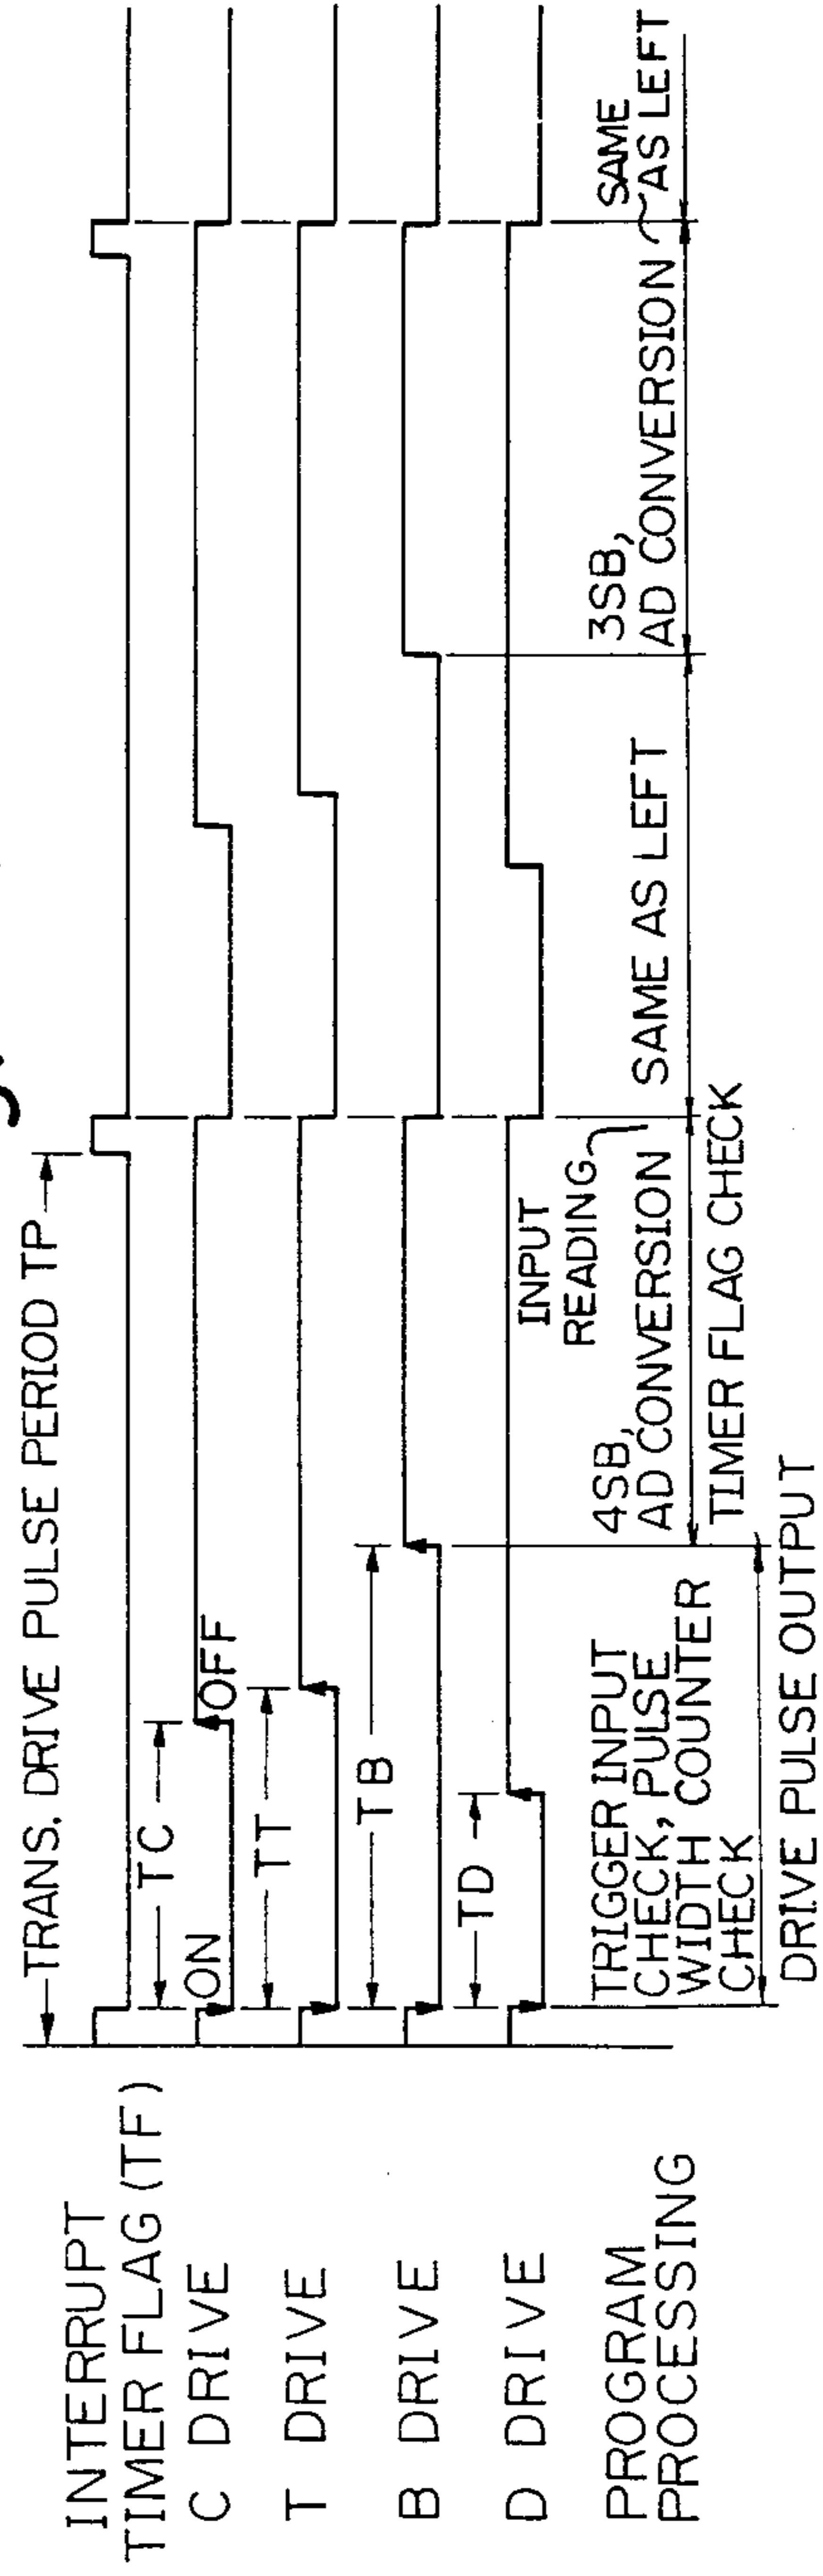 TRANS. DRIVE PULSE PERIOD TP
INTERRUPT
TIMER FLAG (TF)
C DRIVE
ON
TC
OFF
T DRIVE
TT
B DRIVE
TB
D DRIVE
TD
INPUT
READING
PROGRAM
PROCESSING
TRIGGER INPUT
CHECK, PULSE
WIDTH COUNTER
CHECK
4SB,
AD CONVERSION
SAME AS LEFT
3SB,
AD CONVERSION
SAME
AS LEFT
TIMER FLAG CHECK
DRIVE PULSE OUTPUT